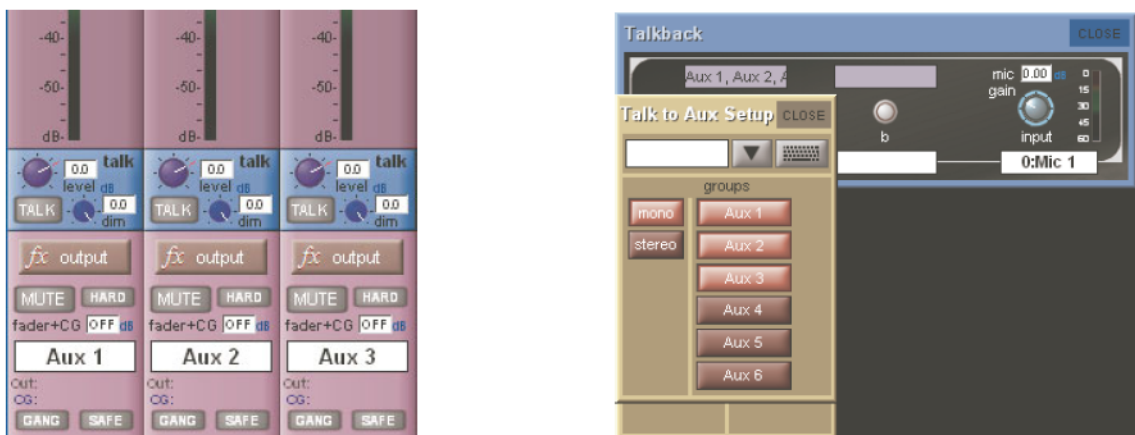 -40- -40- -40-
-50- -50- -50-
dB- dB- dB-
0.0 talk 0.0 talk 0.0 talk
level dB level dB level dB
TALK 0.0 TALK 0.0 TALK 0.0
dim dim dim
fx output fx output fx output
MUTE HARD MUTE HARD MUTE HARD
fader+CG OFF dB fader+CG OFF dB fader+CG OFF dB
Aux 1 Aux 2 Aux 3
Out: Out: Out:
CG: CG: CG:
GANG SAFE GANG SAFE GANG SAFE
Talkback CLOSE
Aux 1, Aux 2, A
mic 0.00 dB
gain
0
15
30
45
60
b
input
0:Mic 1
Talk to Aux Setup CLOSE
groups
mono Aux 1
stereo Aux 2
Aux 3
Aux 4
Aux 5
Aux 6